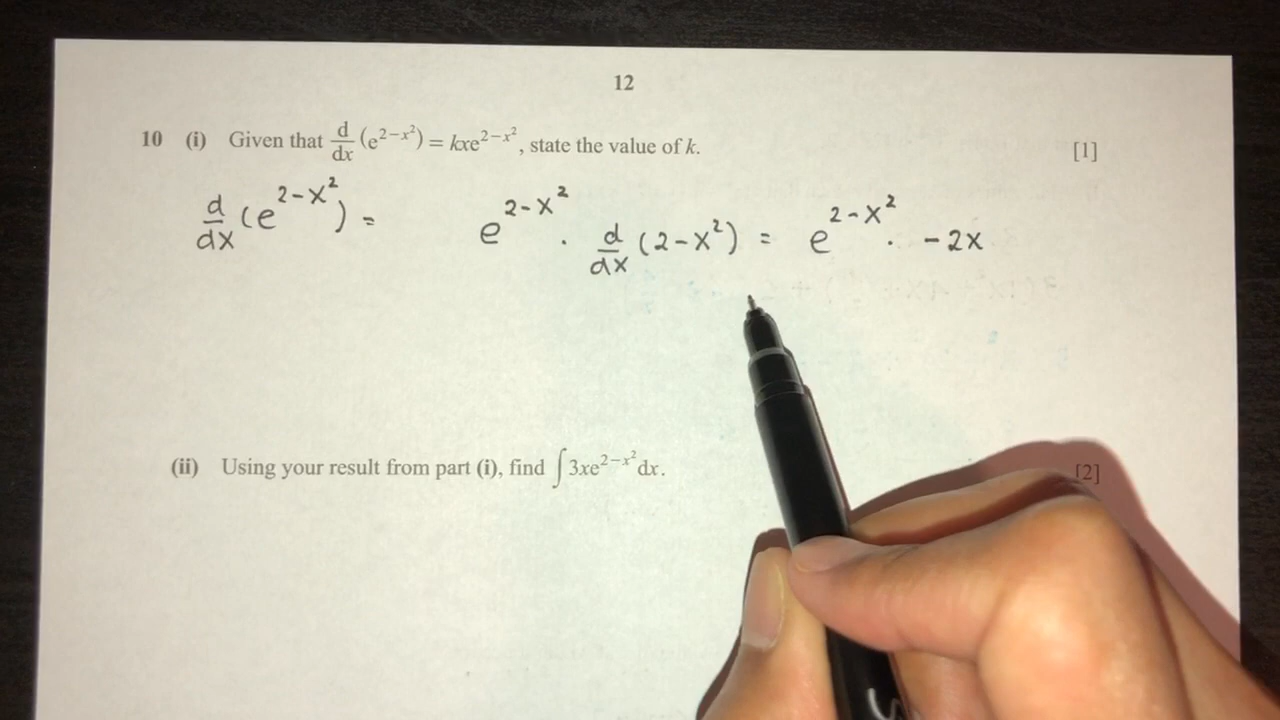 12
10 (i) Given that d/dx (e^{2−x²}) = kxe^{2−x²}, state the value of k. [1]
d/dx (e^{2-x²}) = e^{2-x²} . d/dx (2-x²) = e^{2-x²} . -2x
(ii) Using your result from part (i), find ∫3xe^{2−x²}dx. [2]